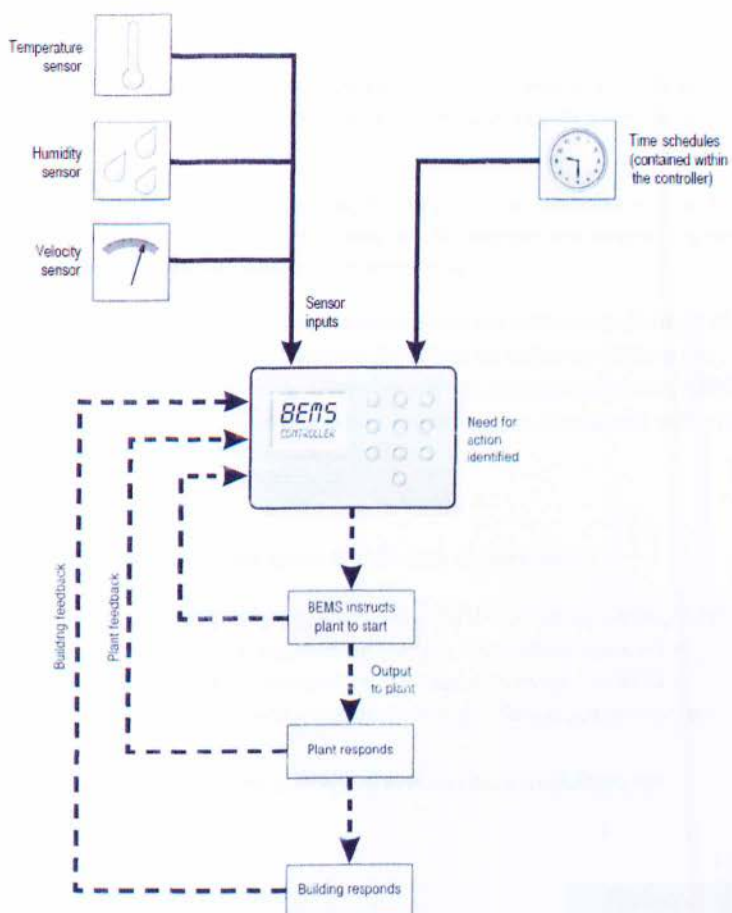 Temperature
sensor
Humidity
sensor
Velocity
sensor
Time schedules
(contained within
the controller)
Sensor
inputs
BEMS
CONTROLLER
Need for
action
identified
Building feedback
Plant feedback
BEMS instructs
plant to start
Output
to plant
Plant responds
Building responds